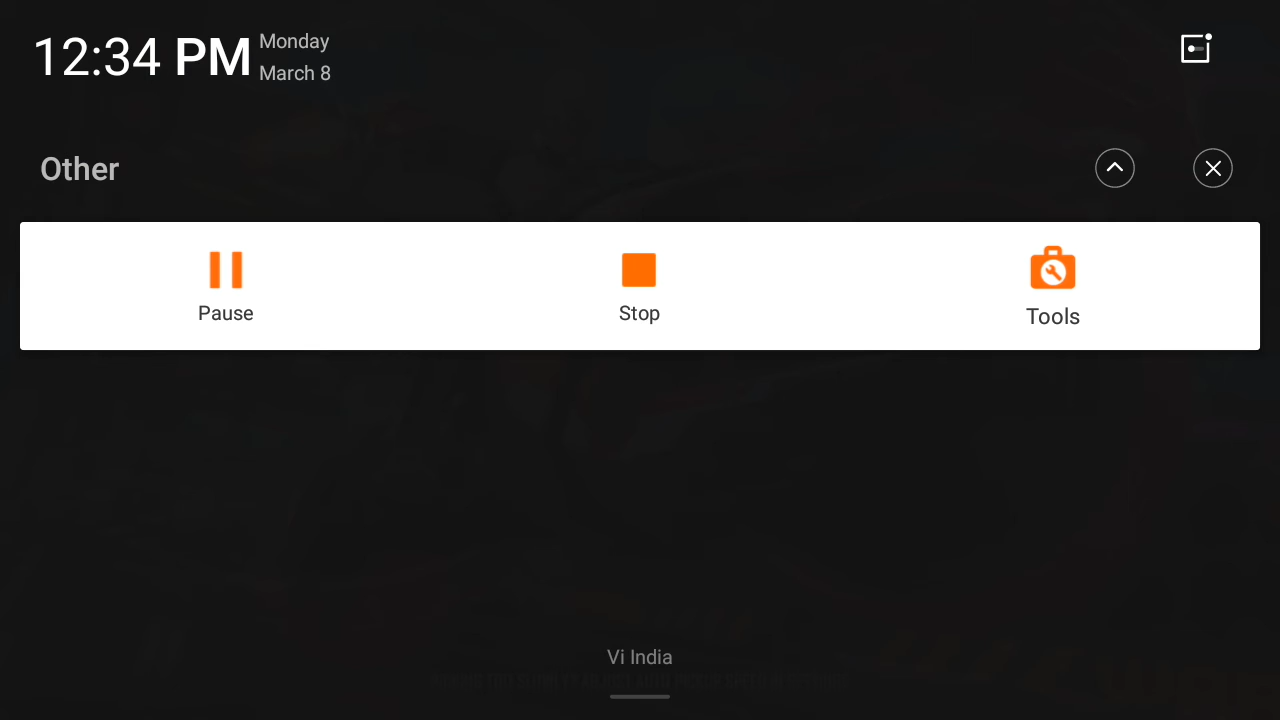 12:34 PM
Monday
March 8
Other
Pause
Stop
Tools
Vi India